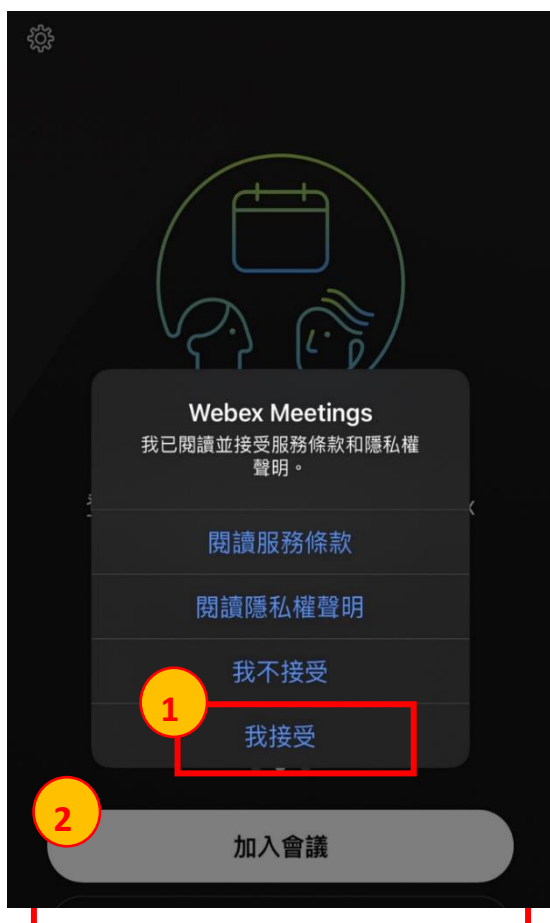 Webex Meetings
我已閱讀並接受服務條款和隱私權
聲明。
閱讀服務條款
閱讀隱私權聲明
我不接受
1
我接受
2
加入會議